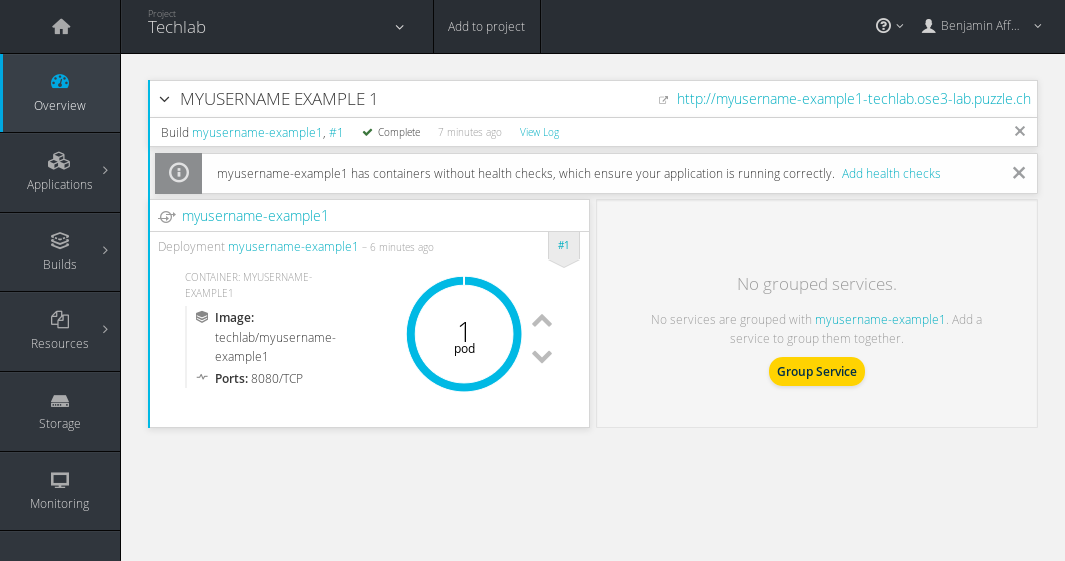 Project
Techlab
Add to project
Benjamin Aff...
Overview
Applications
Builds
Resources
Storage
Monitoring
MYUSERNAME EXAMPLE 1
http://myusername-example1-techlab.ose3-lab.puzzle.ch
Build myusername-example1, #1 Complete 7 minutes ago View Log
myusername-example1 has containers without health checks, which ensure your application is running correctly. Add health checks
myusername-example1
Deployment myusername-example1 – 6 minutes ago
#1
CONTAINER: MYUSERNAME-
EXAMPLE1
Image:
techlab/myusername-
example1
Ports: 8080/TCP
1
pod
No grouped services.
No services are grouped with myusername-example1. Add a
service to group them together.
Group Service